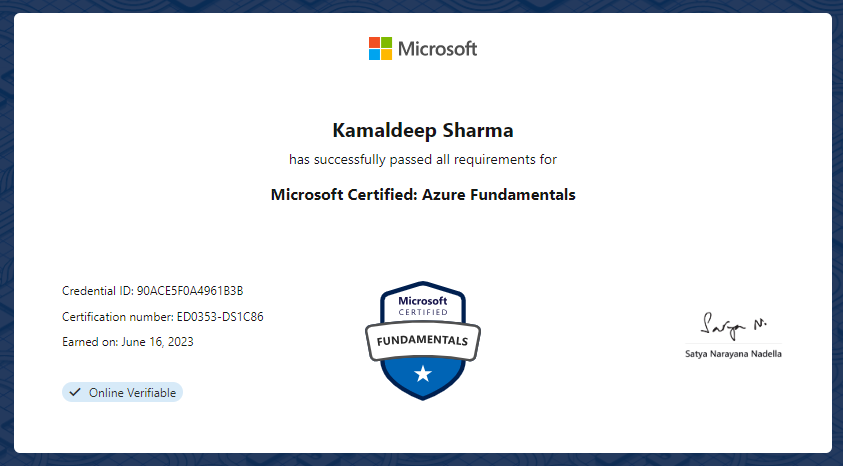 Microsoft
Kamaldeep Sharma
has successfully passed all requirements for
Microsoft Certified: Azure Fundamentals
Credential ID: 90ACE5F0A4961B3B
Certification number: ED0353-DS1C86
Earned on: June 16, 2023
Online Verifiable
Microsoft
CERTIFIED
FUNDAMENTALS
Satya N.
Satya Narayana Nadella